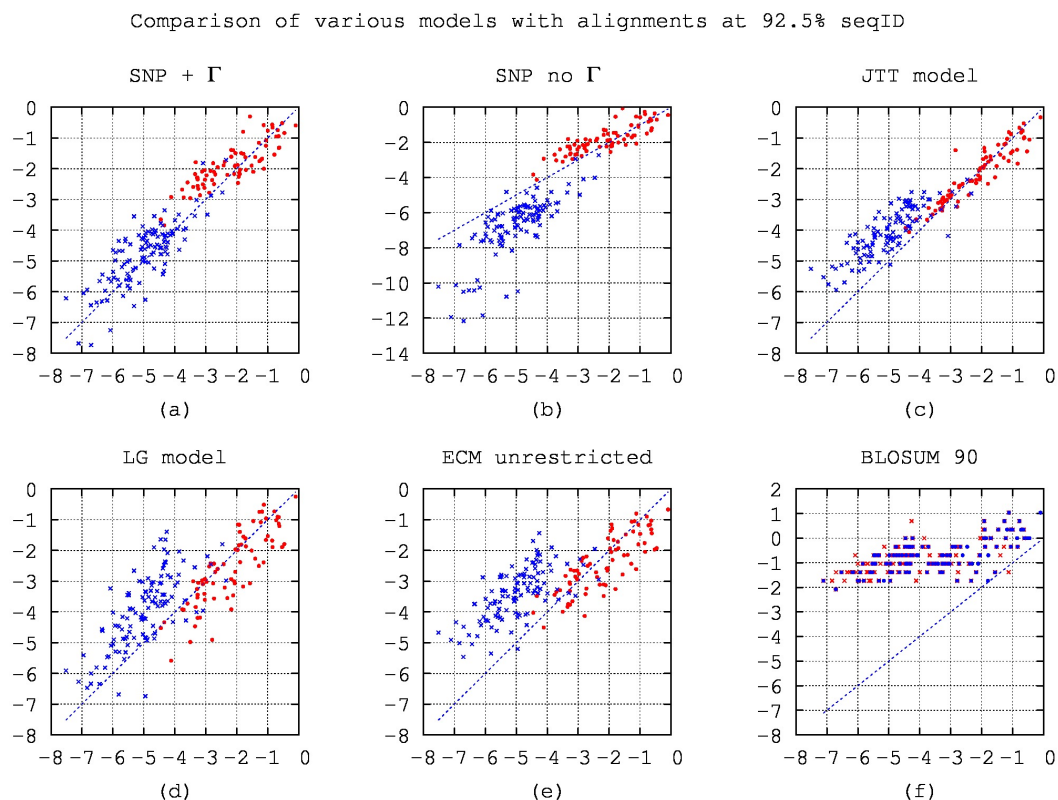 Comparison of various models with alignments at 92.5% seqID
SNP + Γ
SNP no Γ
JTT model
0
-1
-2
-3
-4
-5
-6
-7
-8
-8 -7 -6 -5 -4 -3 -2 -1 0
(a)
0
-2
-4
-6
-8
-10
-12
-14
-8 -7 -6 -5 -4 -3 -2 -1 0
(b)
0
-1
-2
-3
-4
-5
-6
-7
-8
-8 -7 -6 -5 -4 -3 -2 -1 0
(c)
LG model
ECM unrestricted
BLOSUM 90
0
-1
-2
-3
-4
-5
-6
-7
-8
-8 -7 -6 -5 -4 -3 -2 -1 0
(d)
0
-1
-2
-3
-4
-5
-6
-7
-8
-8 -7 -6 -5 -4 -3 -2 -1 0
(e)
2
1
0
-1
-2
-3
-4
-5
-6
-7
-8
-8 -7 -6 -5 -4 -3 -2 -1 0
(f)